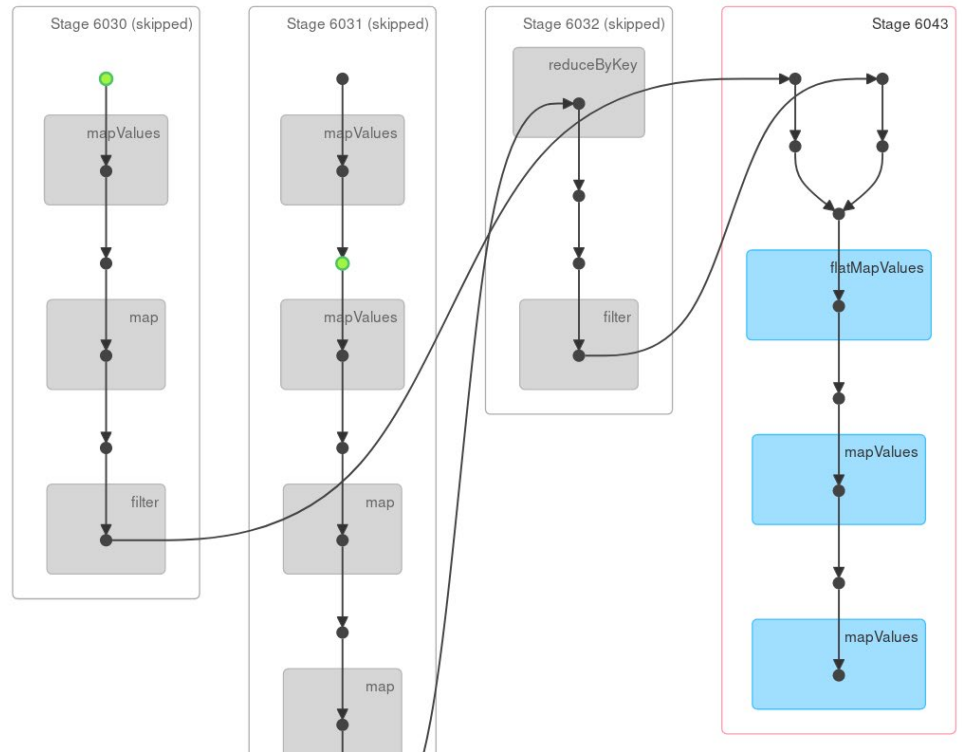 Stage 6030 (skipped)
mapValues
map
filter
Stage 6031 (skipped)
mapValues
mapValues
map
map
Stage 6032 (skipped)
reduceByKey
filter
Stage 6043
flatMapValues
mapValues
mapValues